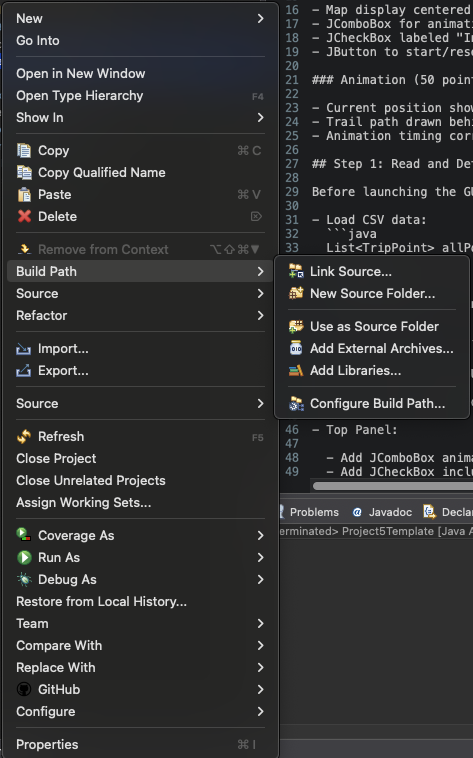 New
Go Into
Open in New Window
Open Type Hierarchy F4
Show In
Copy ⌘ C
Copy Qualified Name
Paste ⌘ V
Delete ⌦
Remove from Context ⌥⇧⌘▼
Build Path
Source
Refactor
Import...
Export...
Source
Refresh F5
Close Project
Close Unrelated Projects
Assign Working Sets...
Coverage As
Run As
Debug As
Restore from Local History...
Team
Compare With
Replace With
GitHub
Configure
Properties ⌘ I
Link Source...
New Source Folder...
Use as Source Folder
Add External Archives...
Add Libraries...
Configure Build Path...
16 - Map display centered
17 - JComboBox for animati
18 - JCheckBox labeled "In
19 - JButton to start/rese
20
21 ### Animation (50 point
22
23 - Current position show
24 - Trail path drawn behi
25 - Animation timing corr
26
27 ## Step 1: Read and Det
28
29 Before launching the GU
30
31 - Load CSV data:
32 ```java
33 List<TripPoint> allPo
46 - Top Panel:
47
48 - Add JComboBox anima
49 - Add JCheckBox inclu
Problems @ Javadoc Declar
erminated> Project5Template [Java A